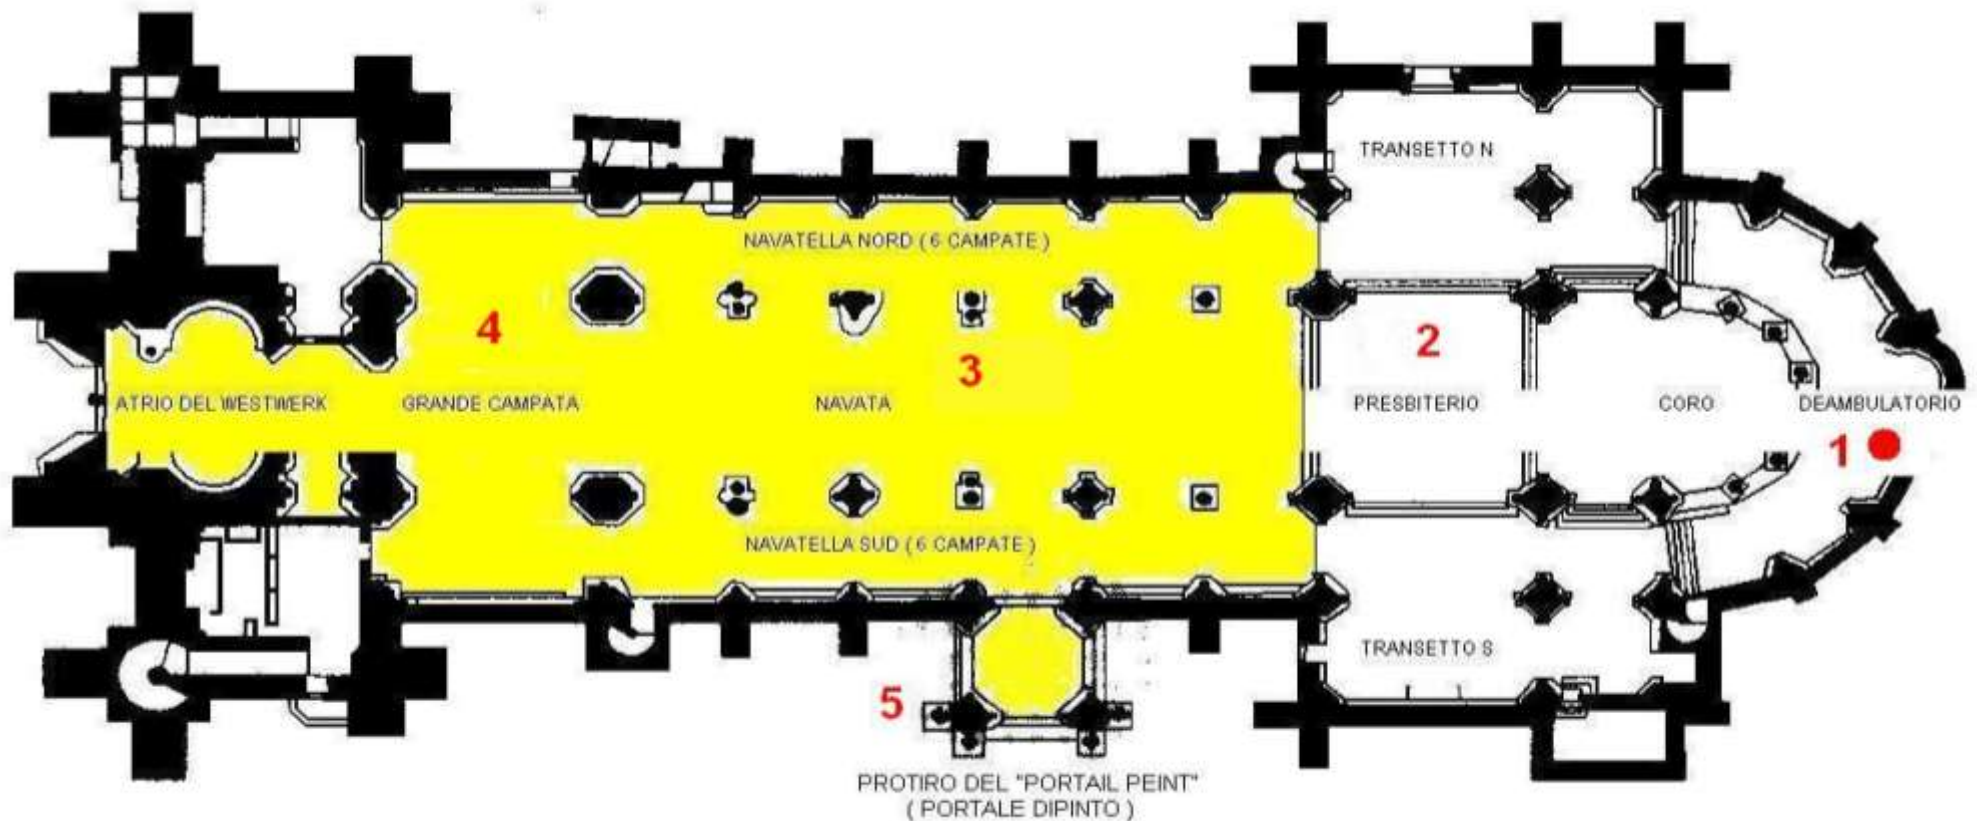 TRANSETTO N
NAVATELLA NORD ( 6 CAMPATE )
4
2
3
ATRIO DEL WESTWERK
GRANDE CAMPATA
NAVATA
PRESBITERIO
CORO
DEAMBULATORIO
1
NAVATELLA SUD ( 6 CAMPATE )
TRANSETTO S
5
PROTIRO DEL "PORTAIL PEINT"
( PORTALE DIPINTO )